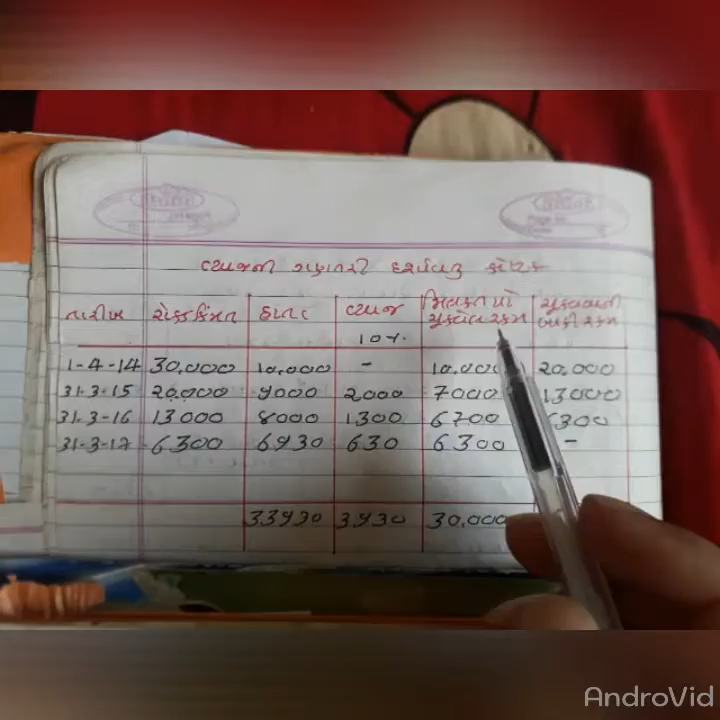 વ્યાજની ગણતરી દર્શાવતું કોષ્ટક
તારીખ રોકડકિંમત હપ્તા વ્યાજ મિલકત પેટે ચુકવેલ રકમ ચુકવવાની બાકી રકમ
10%
1-4-14 30,000 10,000 - 10,000 20,000
31-3-15 20,000 9000 2000 7000 13000
31-3-16 13000 8000 1300 6700 6300
31-3-17 6300 6930 630 6300 -
33930 3930 30,000
AndroVid